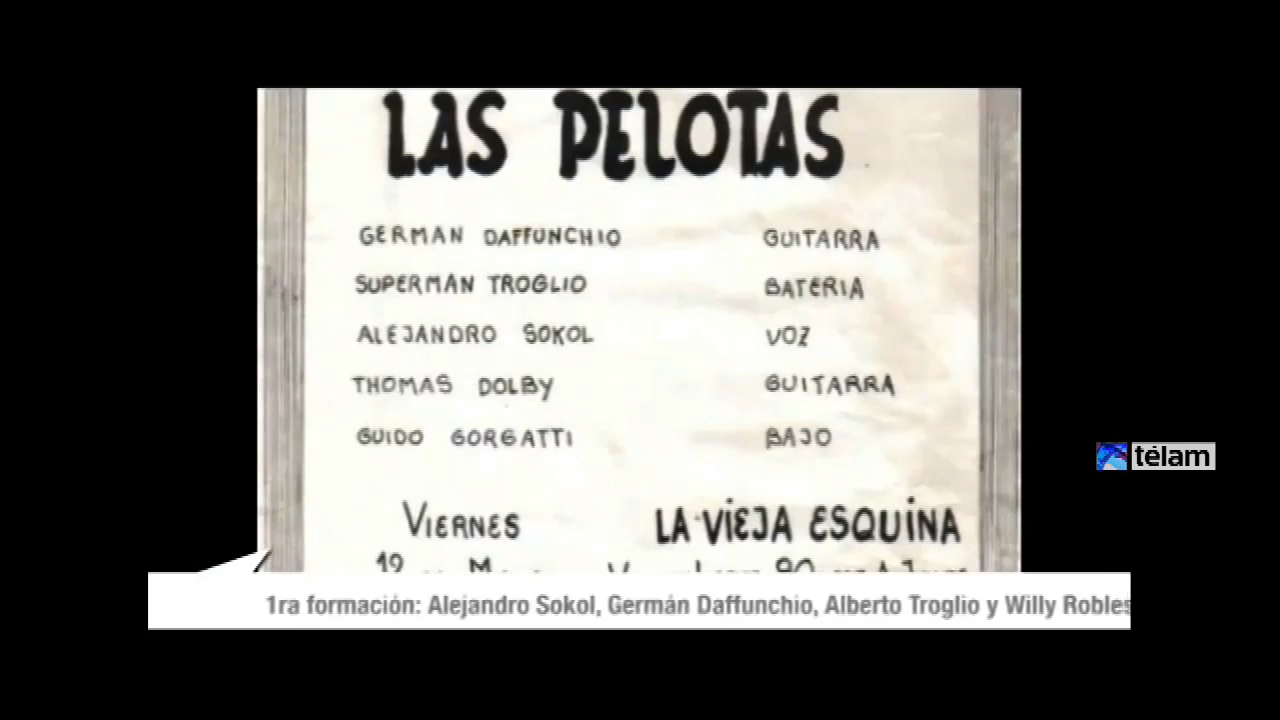 LAS PELOTAS
GERMAN DAFFUNCHIO GUITARRA
SUPERMAN TROGLIO BATERIA
ALEJANDRO SOKOL VOZ
THOMAS DOLBY GUITARRA
GUIDO GORGATTI BAJO
VIERNES LA VIEJA ESQUINA
télam
1ra formación: Alejandro Sokol, Germán Daffunchio, Alberto Troglio y Willy Robles